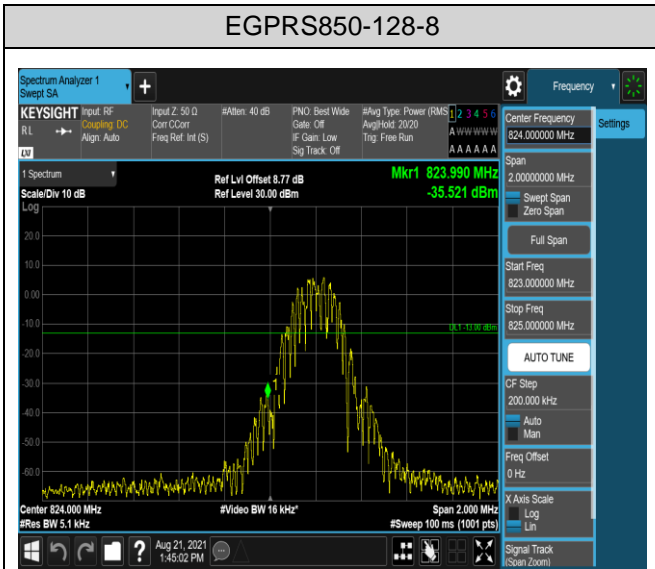 EGPRS850-128-8
Spectrum Analyzer 1
Swept SA
Frequency
KEYSIGHT
RL
LXI
Input: RF
Coupling: DC
Align: Auto
Input Z: 50 Ω
Corr CCorr
Freq Ref: Int (S)
#Atten: 40 dB
PNO: Best Wide
Gate: Off
IF Gain: Low
Sig Track: Off
#Avg Type: Power (RMS
Avg|Hold: 20/20
Trig: Free Run
1 2 3 4 5 6
A W W W W W
A A A A A A
Center Frequency
824.000000 MHz
Settings
1 Spectrum
Scale/Div 10 dB
Ref Lvl Offset 8.77 dB
Ref Level 30.00 dBm
Mkr1 823.990 MHz
-35.521 dBm
Log
20.0
10.0
0.00
-10.0
-20.0
-30.0
-40.0
-50.0
-60.0
DL1 -13.00 dBm
1
Span
2.00000000 MHz
Swept Span
Zero Span
Full Span
Start Freq
823.000000 MHz
Stop Freq
825.000000 MHz
AUTO TUNE
CF Step
200.000 kHz
Auto
Man
Freq Offset
0 Hz
X Axis Scale
Log
Lin
Signal Track
(Span Zoom)
Center 824.000 MHz
#Res BW 5.1 kHz
#Video BW 16 kHz*
Span 2.000 MHz
#Sweep 100 ms (1001 pts)
Aug 21, 2021
1:45:02 PM